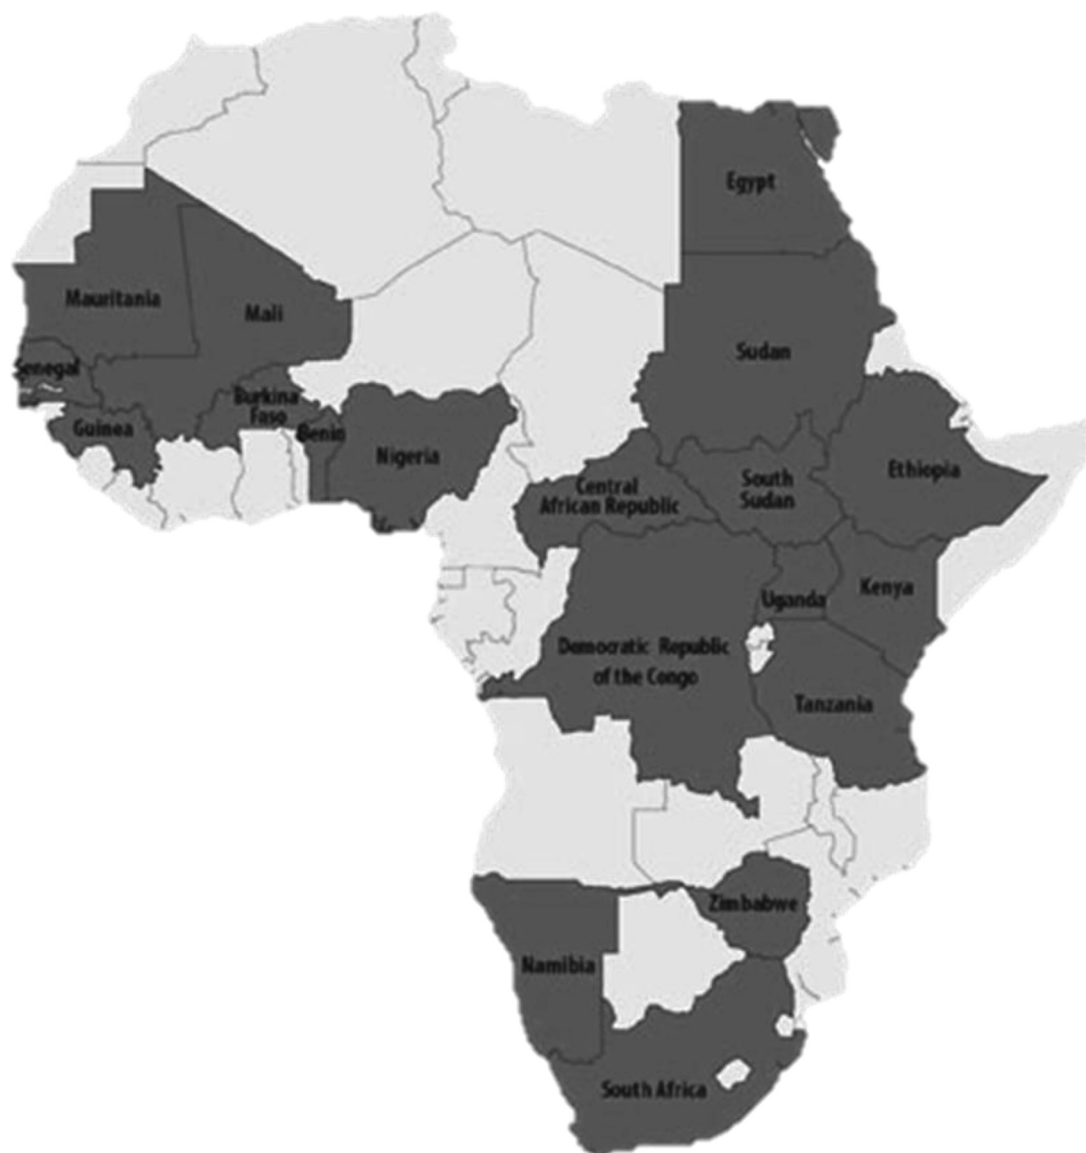 Egypt
Mauritania
Mali
Sudan
Senegal
Burkina
Faso
Guinea
Benin
Nigeria
Ethiopia
South
Sudan
Central
African Republic
Kenya
Uganda
Democratic Republic
of the Congo
Tanzania
Zimbabwe
Namibia
South Africa